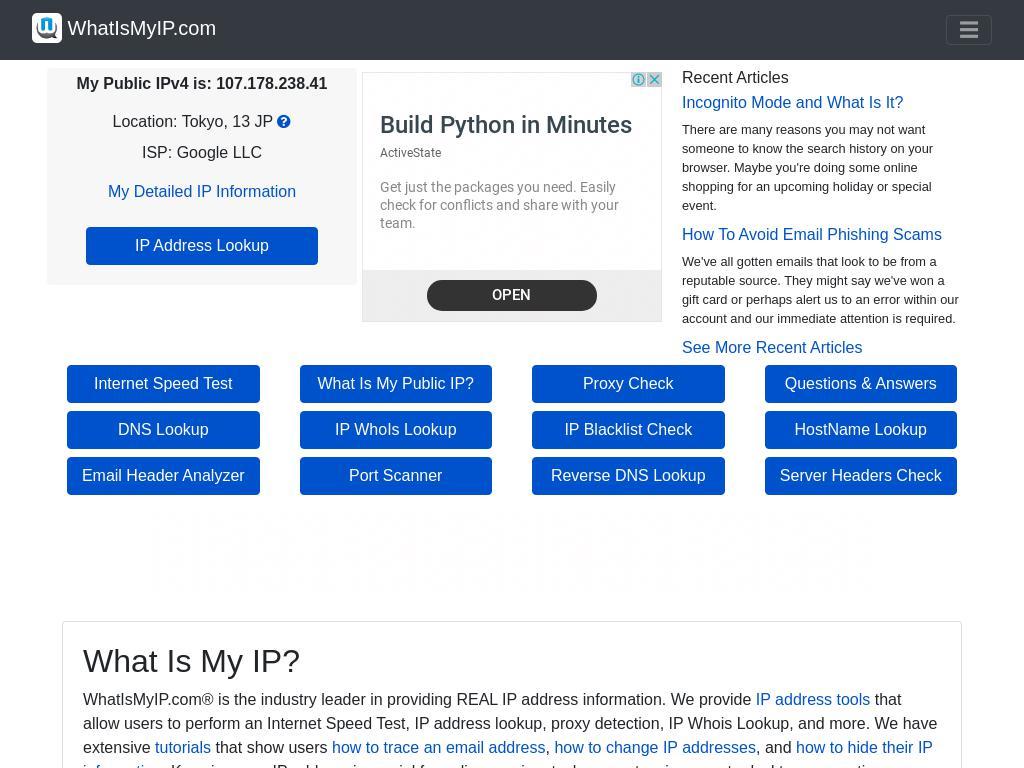 WhatIsMyIP.com
My Public IPv4 is: 107.178.238.41
Location: Tokyo, 13 JP
ISP: Google LLC
My Detailed IP Information
IP Address Lookup
Build Python in Minutes
ActiveState
Get just the packages you need. Easily
check for conflicts and share with your
team.
OPEN
Recent Articles
Incognito Mode and What Is It?
There are many reasons you may not want
someone to know the search history on your
browser. Maybe you're doing some online
shopping for an upcoming holiday or special
event.
How To Avoid Email Phishing Scams
We've all gotten emails that look to be from a
reputable source. They might say we've won a
gift card or perhaps alert us to an error within our
account and our immediate attention is required.
See More Recent Articles
Internet Speed Test
What Is My Public IP?
Proxy Check
Questions & Answers
DNS Lookup
IP WhoIs Lookup
IP Blacklist Check
HostName Lookup
Email Header Analyzer
Port Scanner
Reverse DNS Lookup
Server Headers Check
What Is My IP?
WhatIsMyIP.com® is the industry leader in providing REAL IP address information. We provide IP address tools that
allow users to perform an Internet Speed Test, IP address lookup, proxy detection, IP Whois Lookup, and more. We have
extensive tutorials that show users how to trace an email address, how to change IP addresses, and how to hide their IP